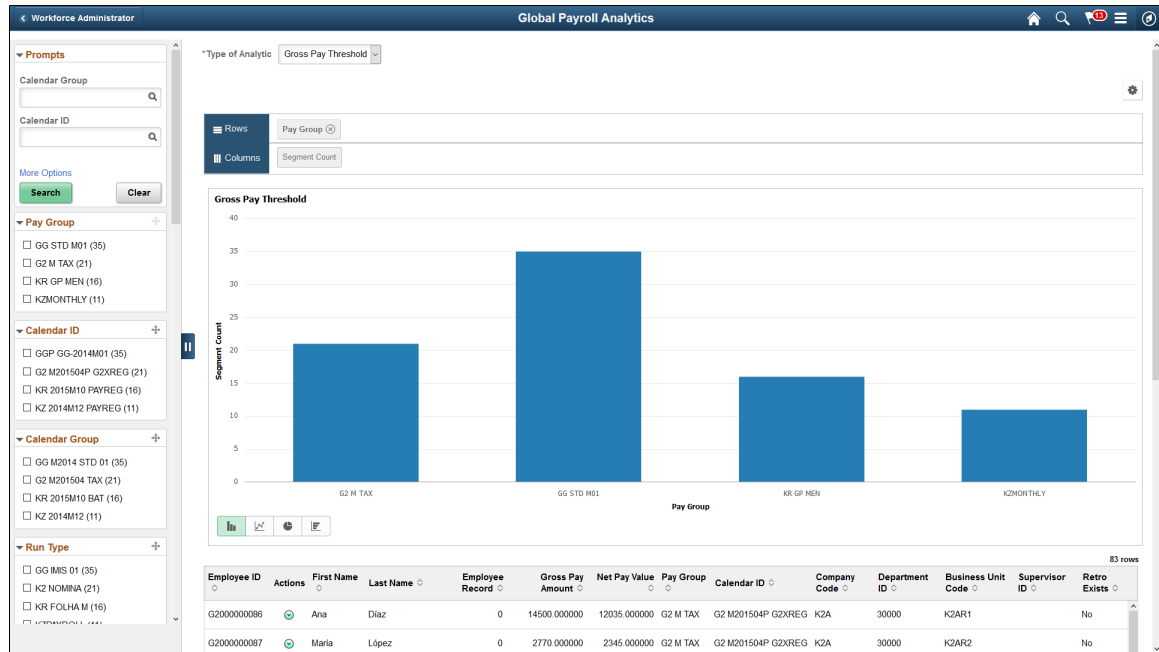 Workforce Administrator
Global Payroll Analytics
13
Prompts
Calendar Group
Calendar ID
More Options
Search
Clear
Pay Group
GG STD M01 (35)
G2 M TAX (21)
KR GP MEN (16)
KZMONTHLY (11)
Calendar ID
GGP GG-2014M01 (35)
G2 M201504P G2XREG (21)
KR 2015M10 PAYREG (16)
KZ 2014M12 PAYREG (11)
Calendar Group
GG M2014 STD 01 (35)
G2 M201504 TAX (21)
KR 2015M10 BAT (16)
KZ 2014M12 (11)
Run Type
GG IMIS 01 (35)
K2 NOMINA (21)
KR FOLHA M (16)
*Type of Analytic Gross Pay Threshold
Rows Pay Group
Columns Segment Count
Gross Pay Threshold
40
35
30
25
20
15
10
5
0
Segment Count
G2 M TAX GG STD M01 KR GP MEN KZMONTHLY
Pay Group
83 rows
Employee ID Actions First Name Last Name Employee Record Gross Pay Amount Net Pay Value Pay Group Calendar ID Company Code Department ID Business Unit Code Supervisor ID Retro Exists
G2000000086 Ana Díaz 0 14500.000000 12035.000000 G2 M TAX G2 M201504P G2XREG K2A 30000 K2AR1 No
G2000000087 María López 0 2770.000000 2345.000000 G2 M TAX G2 M201504P G2XREG K2A 30000 K2AR2 No